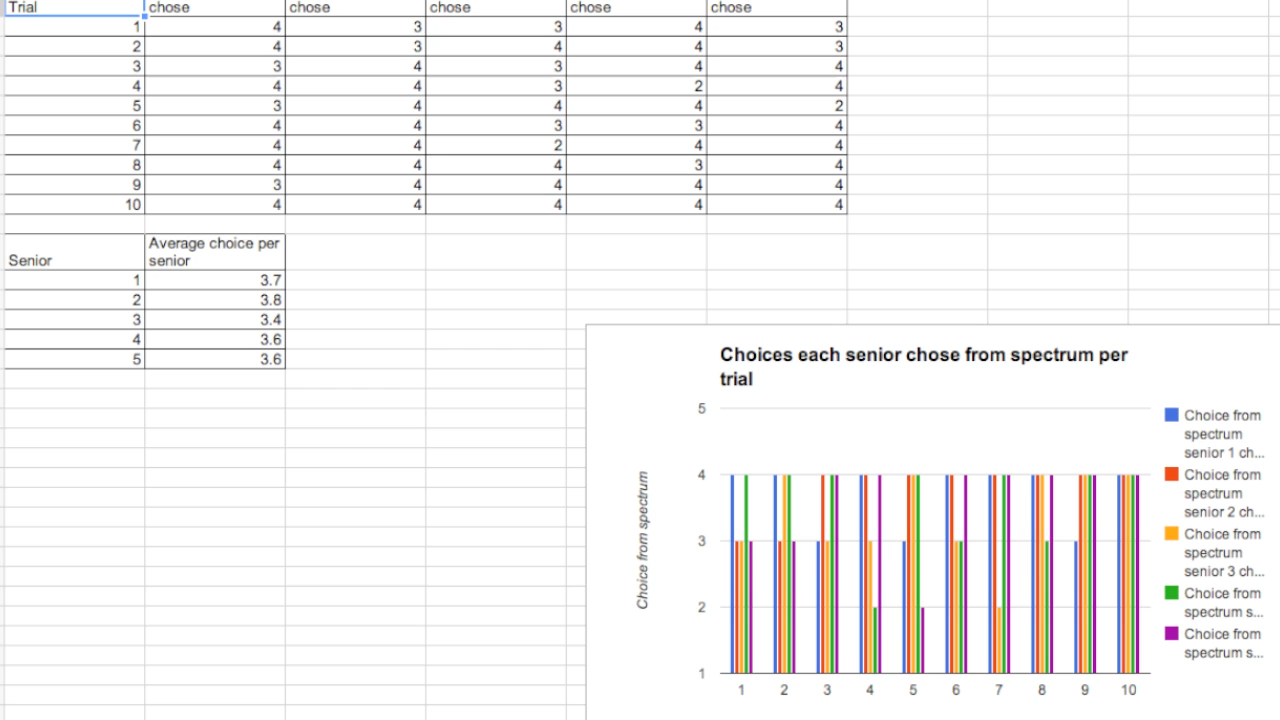 Trial chose chose chose chose chose
1 4 3 3 4 3
2 4 3 4 4 3
3 3 4 3 4 4
4 4 4 3 2 4
5 3 4 4 4 2
6 4 4 3 3 4
7 4 4 2 4 4
8 4 4 4 3 4
9 3 4 4 4 4
10 4 4 4 4 4
Senior Average choice per
senior
1 3.7
2 3.8
3 3.4
4 3.6
5 3.6
Choices each senior chose from spectrum per
trial
Choice from spectrum
5
4
3
2
1
1 2 3 4 5 6 7 8 9 10
Choice from
spectrum
senior 1 ch...
Choice from
spectrum
senior 2 ch...
Choice from
spectrum
senior 3 ch...
Choice from
spectrum s...
Choice from
spectrum s...